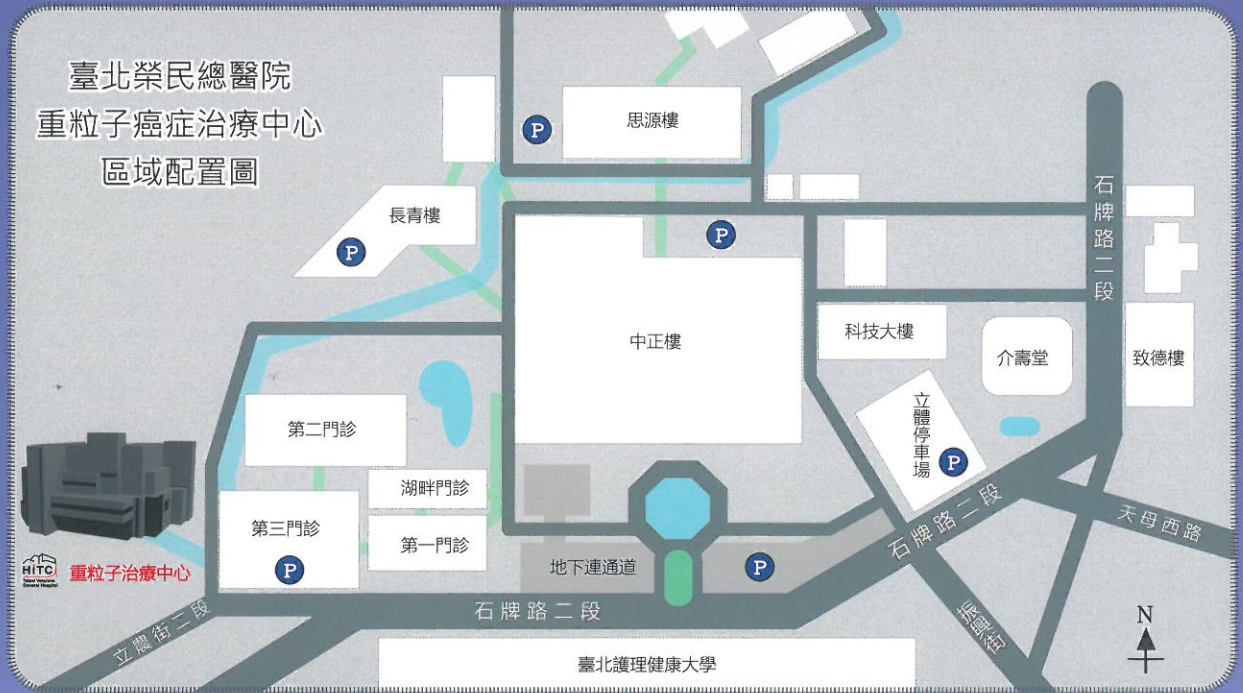 臺北榮民總醫院
重粒子癌症治療中心
區域配置圖
P
思源樓
長青樓
P
P
石牌路二段
中正樓
科技大樓
介壽堂
致德樓
立體停車場
P
第二門診
湖畔門診
第三門診
P
第一門診
地下連通道
P
石牌路二段
天母西路
HiTC
Taipei Veterans
General Hospital
重粒子治療中心
立農街二段
石牌路二段
振興街
N
臺北護理健康大學